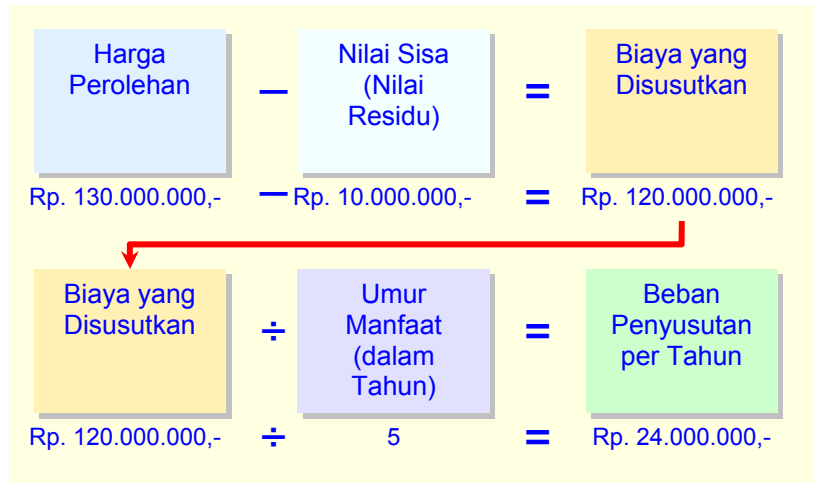 Harga
Perolehan
—
Nilai Sisa
(Nilai
Residu)
=
Biaya yang
Disusutkan
Rp. 130.000.000,- — Rp. 10.000.000,- = Rp. 120.000.000,-
Biaya yang
Disusutkan
÷
Umur
Manfaat
(dalam
Tahun)
=
Beban
Penyusutan
per Tahun
Rp. 120.000.000,- ÷ 5 = Rp. 24.000.000,-